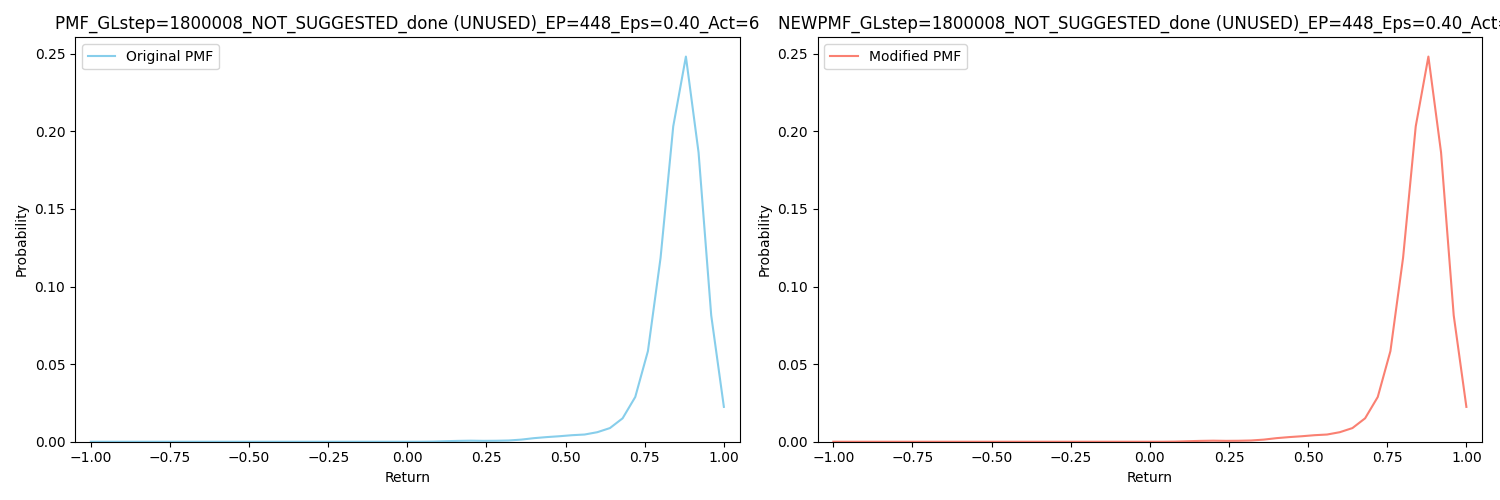 PMF_GLstep=1800008_NOT_SUGGESTED_done (UNUSED)_EP=448_Eps=0.40_Act=6
Original PMF
0.25
0.20
0.15
0.10
0.05
0.00
Probability
−1.00 −0.75 −0.50 −0.25 0.00 0.25 0.50 0.75 1.00
Return
NEWPMF_GLstep=1800008_NOT_SUGGESTED_done (UNUSED)_EP=448_Eps=0.40_Act=
Modified PMF
0.25
0.20
0.15
0.10
0.05
0.00
Probability
−1.00 −0.75 −0.50 −0.25 0.00 0.25 0.50 0.75 1.00
Return